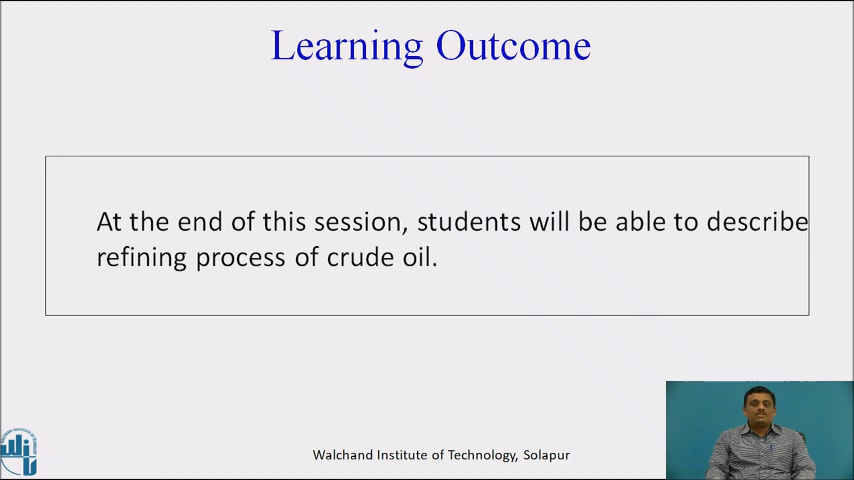 Learning Outcome
At the end of this session, students will be able to describe
refining process of crude oil.
Walchand Institute of Technology, Solapur